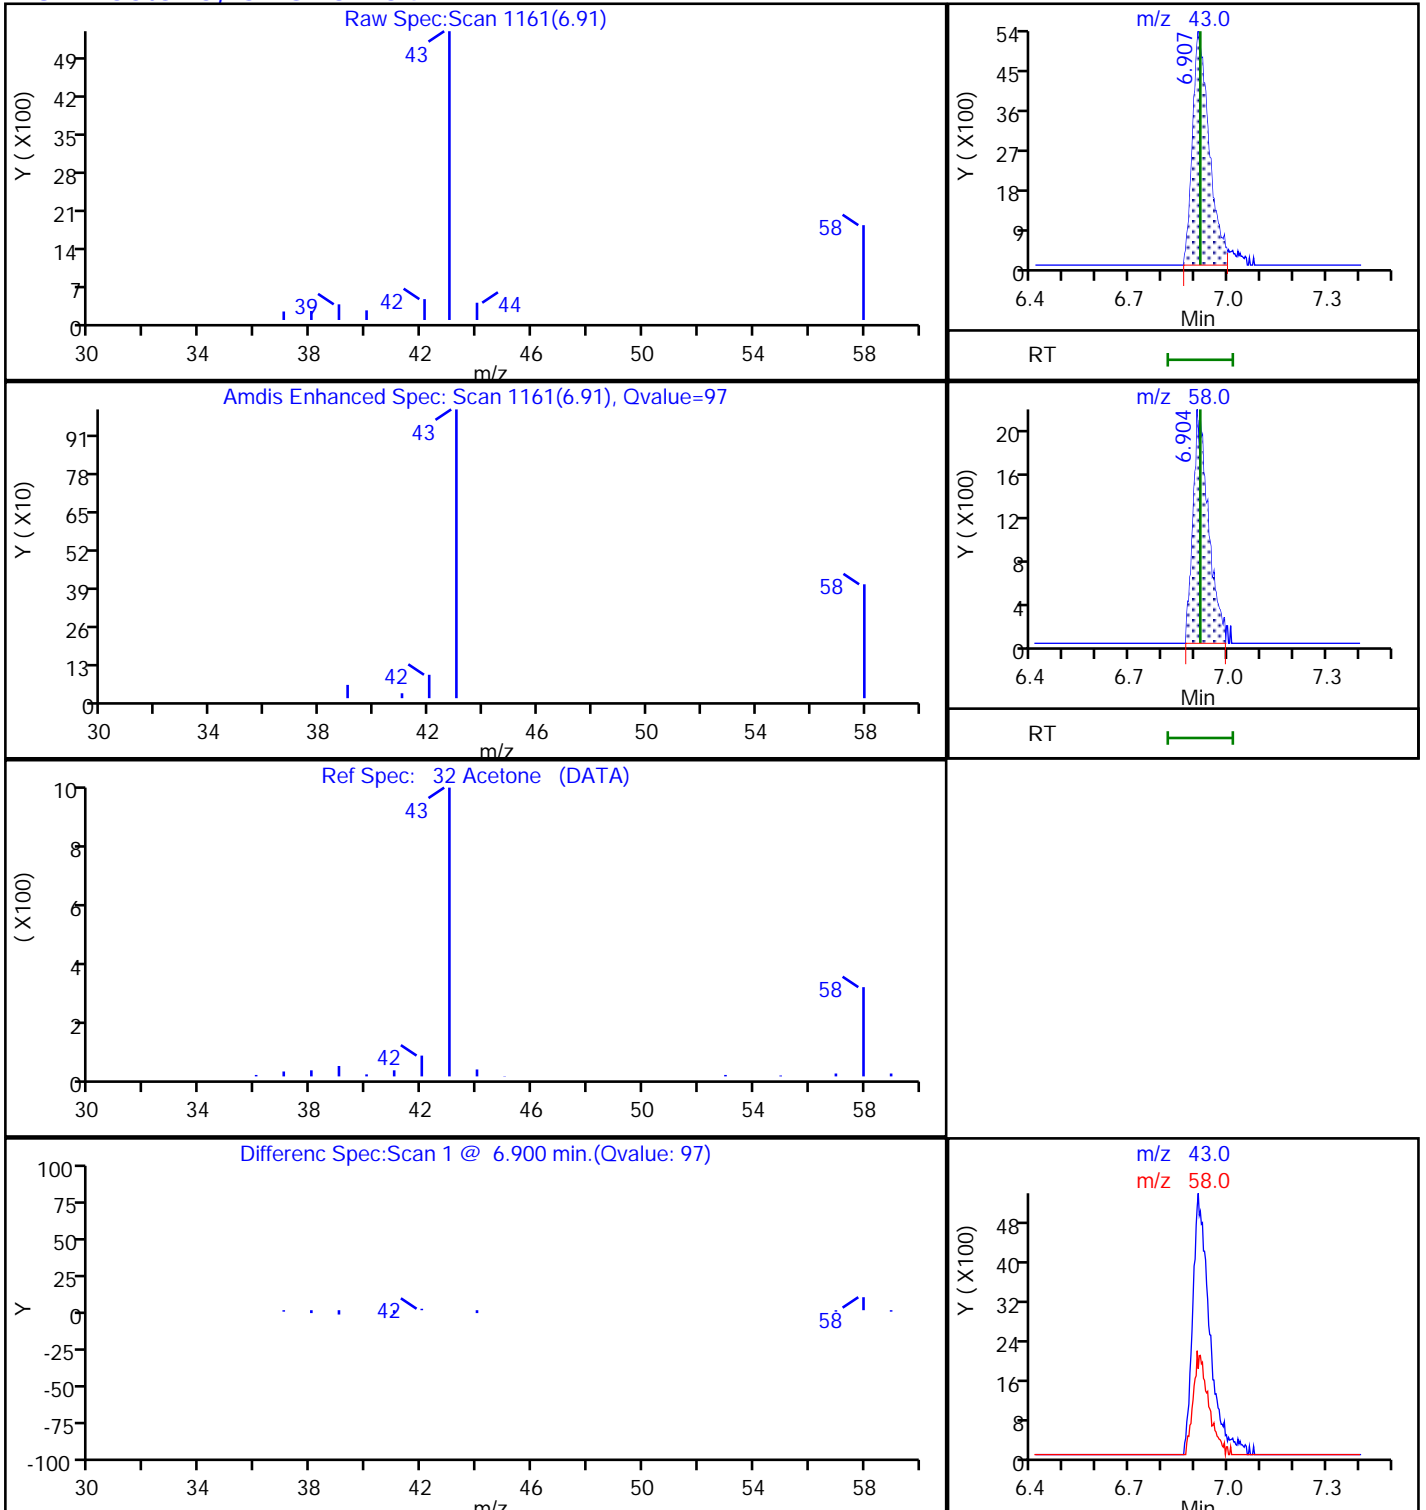 Raw Spec:Scan 1161(6.91)
Y ( X100)
49
42
35
28
21
14
7
0
43
58
39
42
44
30 34 38 42 46 50 54 58
m/z
m/z 43.0
Y ( X100)
54
45
36
27
18
9
0
6.907
6.4 6.7 7.0 7.3
Min
RT
Amdis Enhanced Spec: Scan 1161(6.91), Qvalue=97
Y ( X10)
91
78
65
52
39
26
13
0
43
58
42
30 34 38 42 46 50 54 58
m/z
m/z 58.0
Y ( X100)
20
16
12
8
4
0
6.904
6.4 6.7 7.0 7.3
Min
RT
Ref Spec: 32 Acetone (DATA)
( X100)
10
8
6
4
2
0
43
58
42
30 34 38 42 46 50 54 58
Differenc Spec:Scan 1 @ 6.900 min.(Qvalue: 97)
Y
100
75
50
25
0
-25
-50
-75
-100
42
58
30 34 38 42 46 50 54 58
m/z
m/z 43.0
m/z 58.0
Y ( X100)
48
40
32
24
16
8
0
6.4 6.7 7.0 7.3
Min